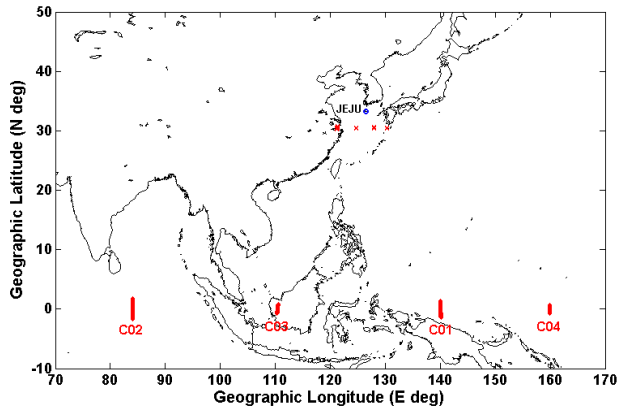 50
40
30
20
10
0
-10
Geographic Latitude (N deg)
JEJU
C02
C03
C01
C04
70 80 90 100 110 120 130 140 150 160 170
Geographic Longitude (E deg)